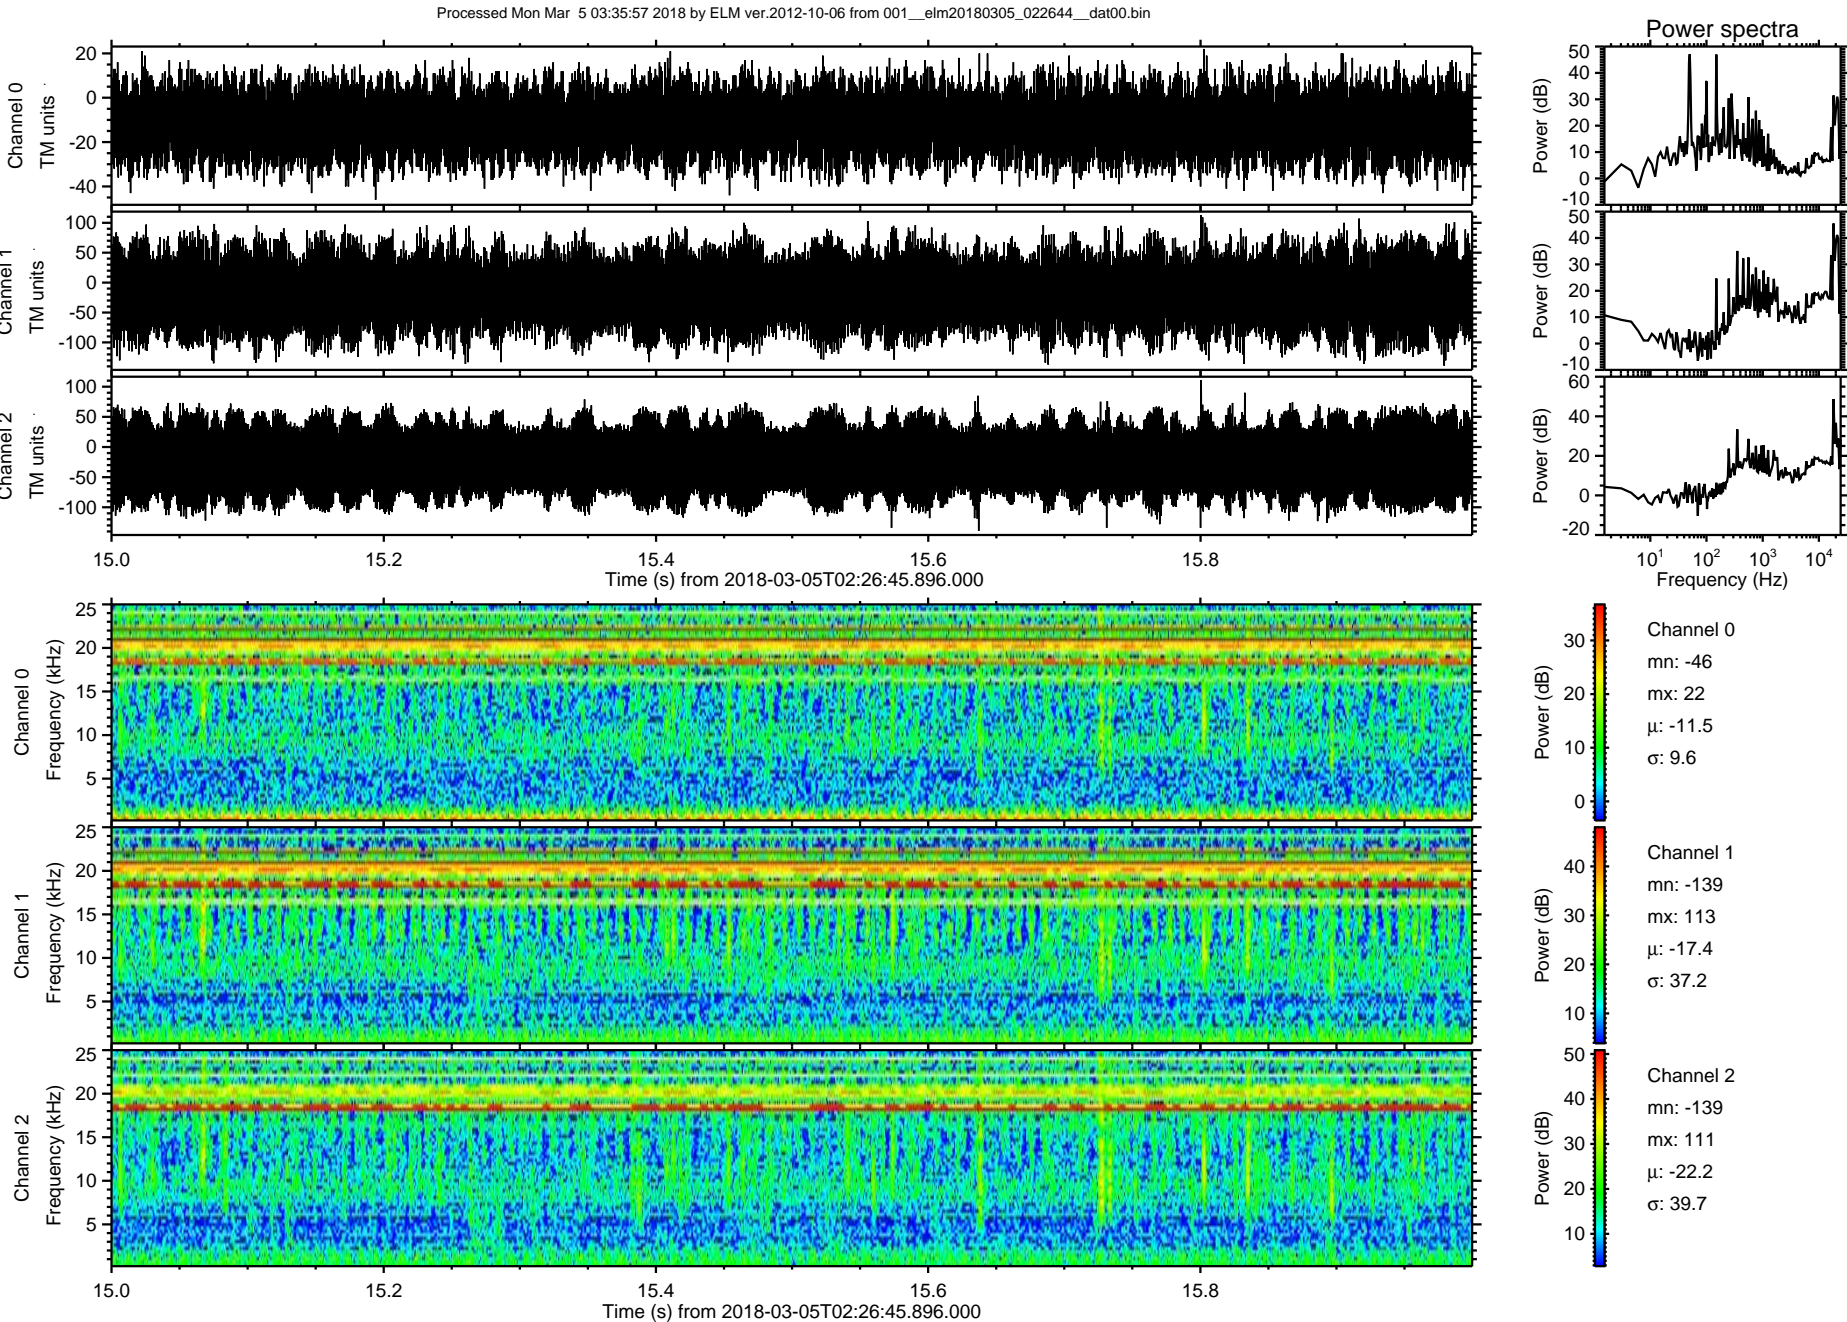 Processed Mon Mar  5 03:35:57 2018 by ELM ver.2012-10-06 from 001__elm20180305_022644__dat00.bin
Power spectra
Channel 0
TM units
20
0
-20
-40
Power (dB)
50
40
30
20
10
0
-10
Channel 1
TM units
100
50
0
-50
-100
Power (dB)
50
40
30
20
10
0
-10
Channel 2
TM units
100
50
0
-50
-100
Power (dB)
60
40
20
0
-20
15.0 15.2 15.4 15.6 15.8
Time (s) from 2018-03-05T02:26:45.896.000
10^1 10^2 10^3 10^4
Frequency (Hz)
Channel 0
Frequency (kHz)
25
20
15
10
5
Power (dB)
30
20
10
0
Channel 0
mn: -46
mx: 22
μ: -11.5
σ: 9.6
Channel 1
Frequency (kHz)
25
20
15
10
5
Power (dB)
40
30
20
10
Channel 1
mn: -139
mx: 113
μ: -17.4
σ: 37.2
Channel 2
Frequency (kHz)
25
20
15
10
5
Power (dB)
50
40
30
20
10
Channel 2
mn: -139
mx: 111
μ: -22.2
σ: 39.7
15.0 15.2 15.4 15.6 15.8
Time (s) from 2018-03-05T02:26:45.896.000